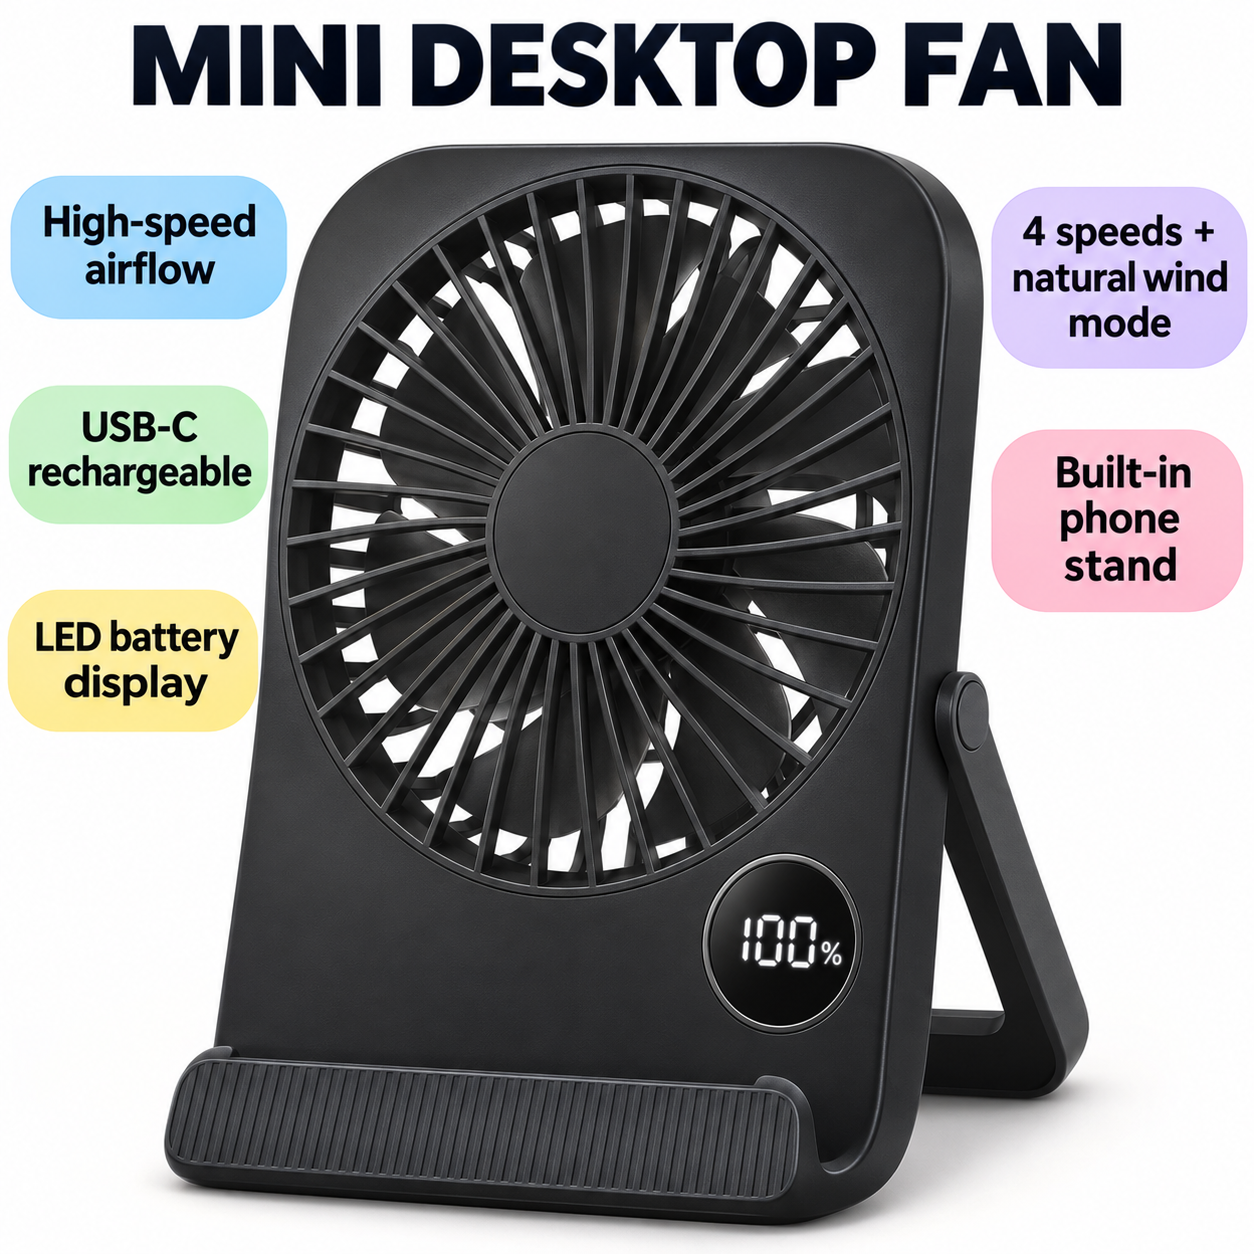 MINI DESKTOP FAN
High-speed
airflow
4 speeds +
natural wind
mode
USB-C
rechargeable
Built-in
phone
stand
LED battery
display
100%